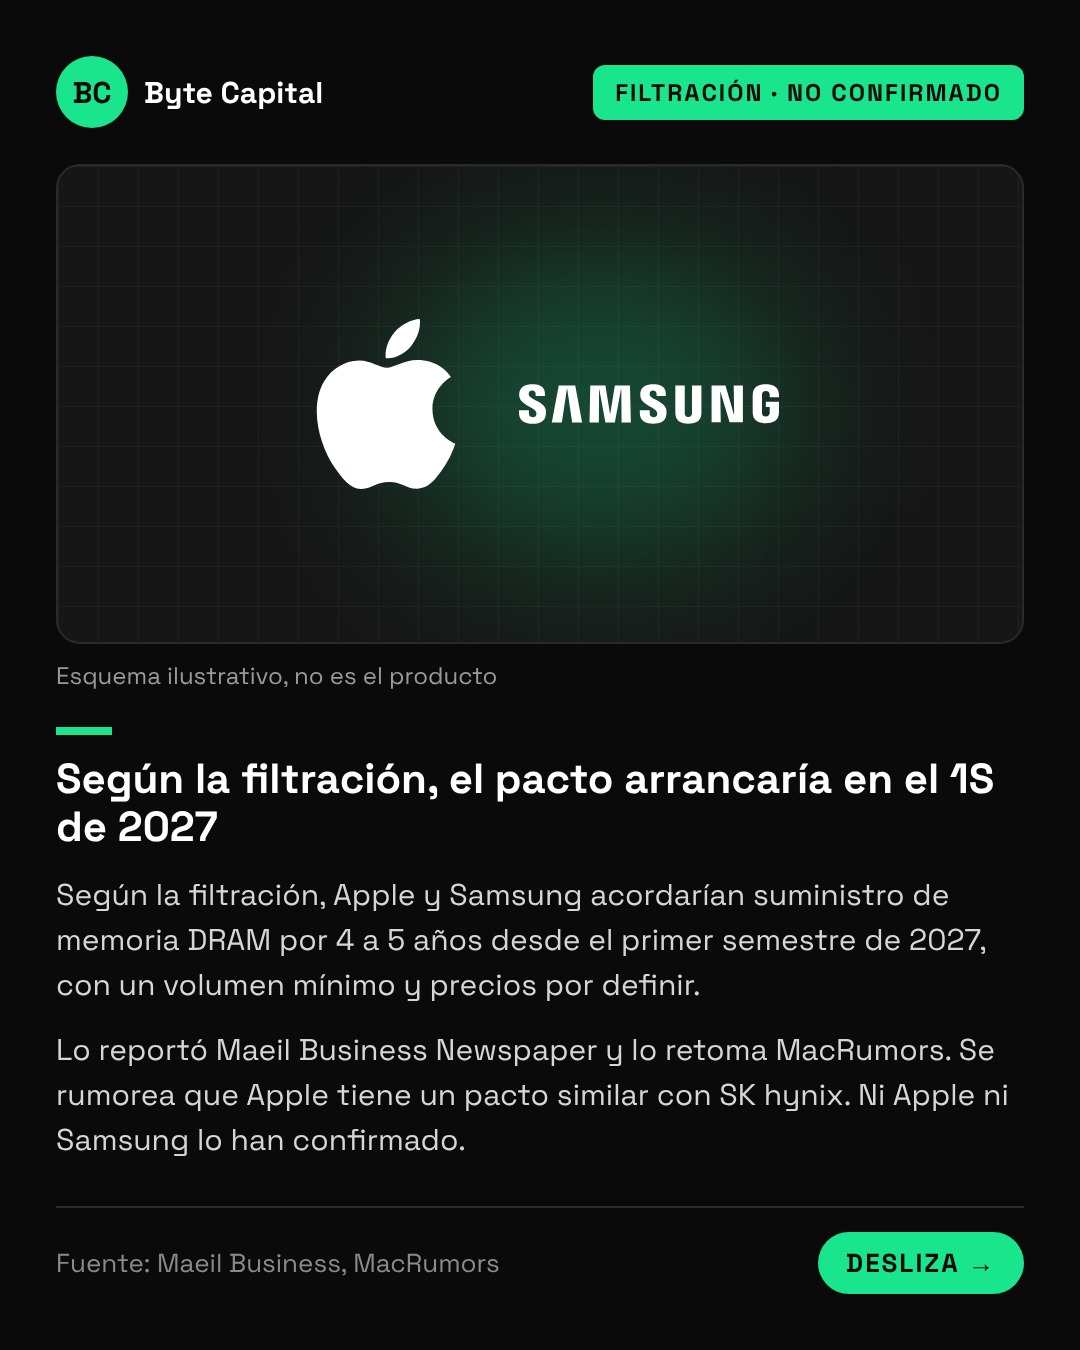 BC
Byte Capital
FILTRACIÓN · NO CONFIRMADO
SAMSUNG
Esquema ilustrativo, no es el producto
Según la filtración, el pacto arrancaría en el 1S
de 2027
Según la filtración, Apple y Samsung acordarían suministro de
memoria DRAM por 4 a 5 años desde el primer semestre de 2027,
con un volumen mínimo y precios por definir.
Lo reportó Maeil Business Newspaper y lo retoma MacRumors. Se
rumorea que Apple tiene un pacto similar con SK hynix. Ni Apple ni
Samsung lo han confirmado.
Fuente: Maeil Business, MacRumors
DESLIZA →